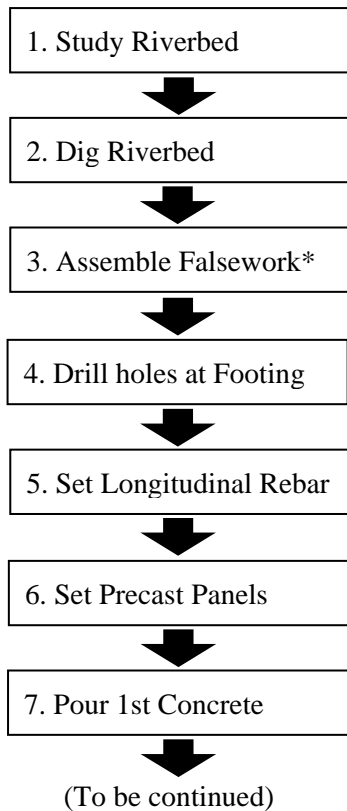 1. Study Riverbed
2. Dig Riverbed
3. Assemble Falsework*
4. Drill holes at Footing
5. Set Longitudinal Rebar
6. Set Precast Panels
7. Pour 1st Concrete
(To be continued)